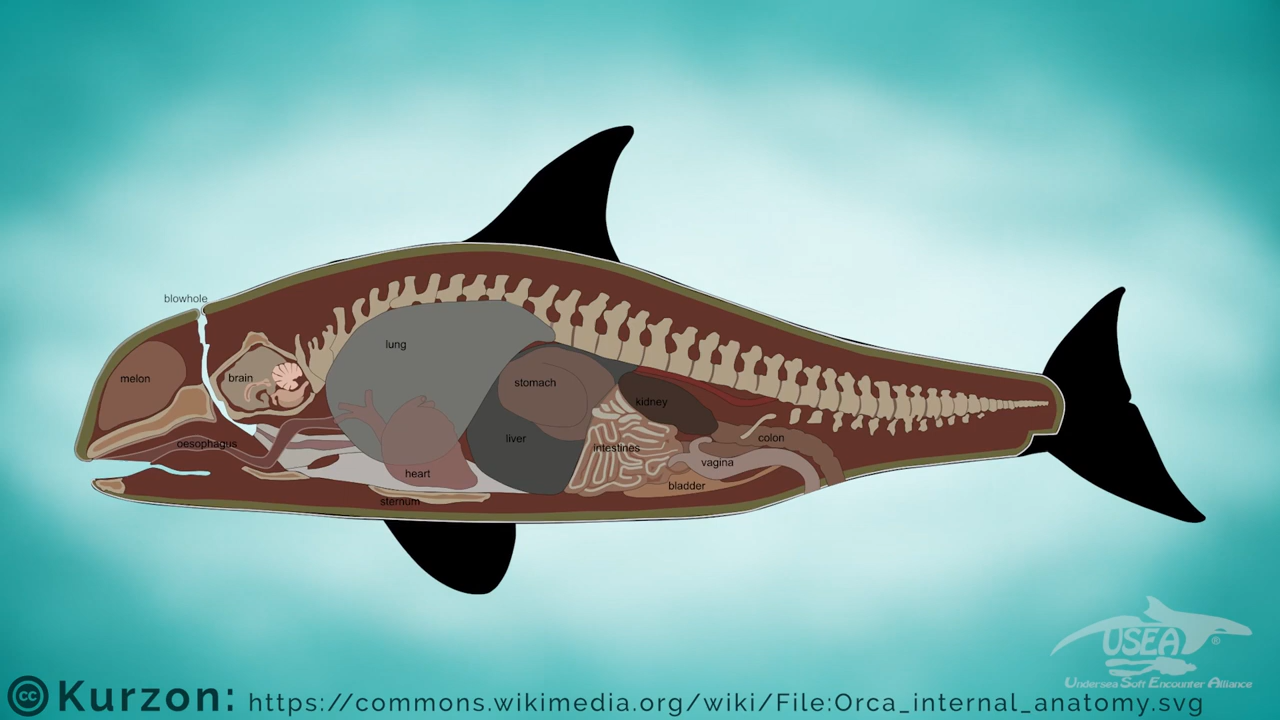 blowhole
lung
melon
brain
stomach
kidney
oesophagus
liver
intestines
colon
vagina
heart
bladder
sternum
USEA®
Undersea Soft Encounter Alliance
cc Kurzon: https://commons.wikimedia.org/wiki/File:Orca_internal_anatomy.svg